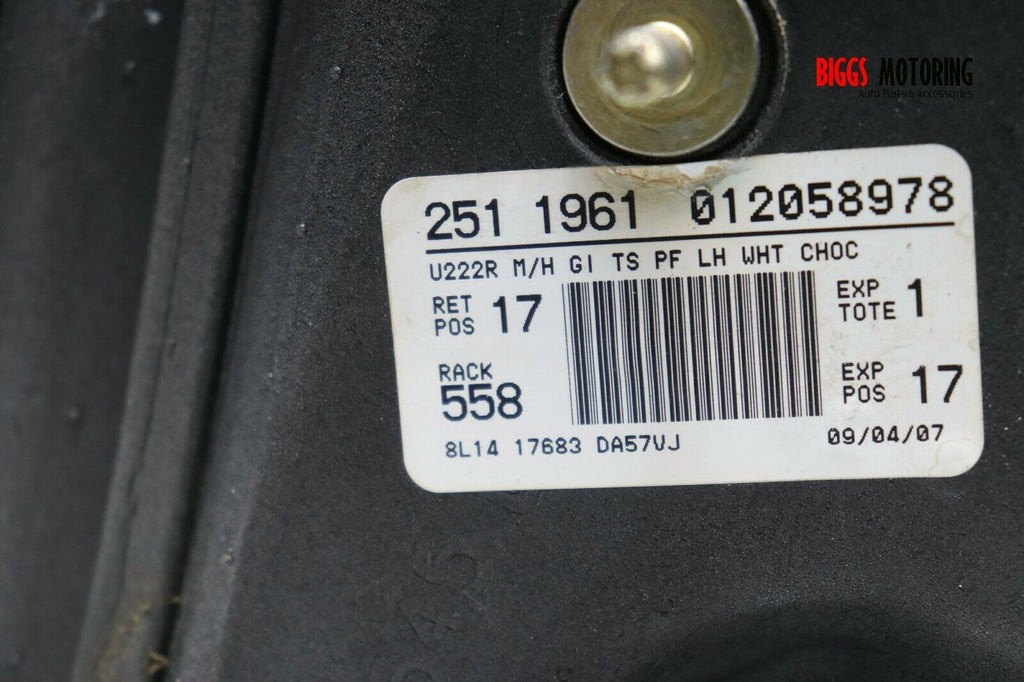 BIGGS MOTORING
Auto Parts & Accessories
251 1961 012058978
U222R M/H GI TS PF LH WHT CHOC
RET POS 17
EXP TOTE 1
RACK 558
EXP POS 17
8L14 17683 DA57VJ
09/04/07